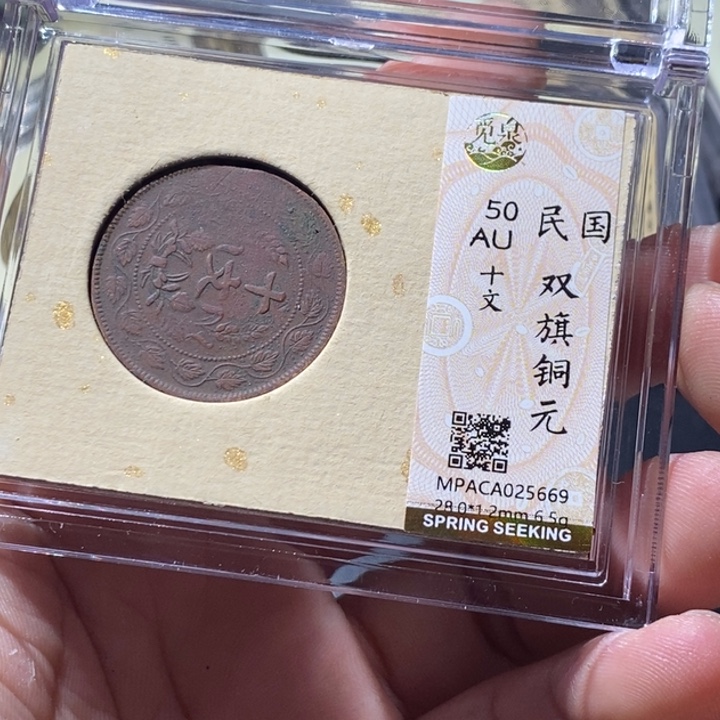 觅泉
民国
双旗铜元
50
AU
十文
MPACA025669
28.0*1.2mm 6.5g
SPRING SEEKING
十文